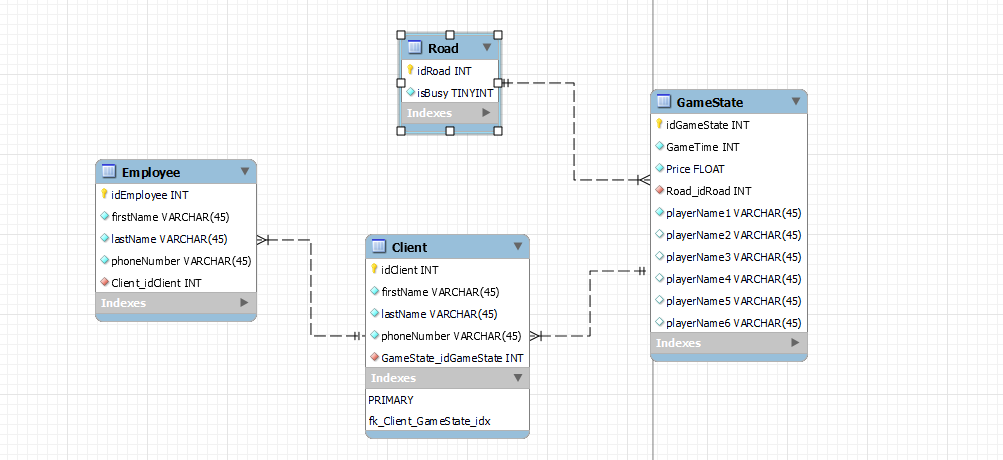 Road
idRoad INT
isBusy TINYINT
Indexes
GameState
idGameState INT
GameTime INT
Price FLOAT
Road_idRoad INT
playerName1 VARCHAR(45)
playerName2 VARCHAR(45)
playerName3 VARCHAR(45)
playerName4 VARCHAR(45)
playerName5 VARCHAR(45)
playerName6 VARCHAR(45)
Indexes
Employee
idEmployee INT
firstName VARCHAR(45)
lastName VARCHAR(45)
phoneNumber VARCHAR(45)
Client_idClient INT
Indexes
Client
idClient INT
firstName VARCHAR(45)
lastName VARCHAR(45)
phoneNumber VARCHAR(45)
GameState_idGameState INT
Indexes
PRIMARY
fk_Client_GameState_idx